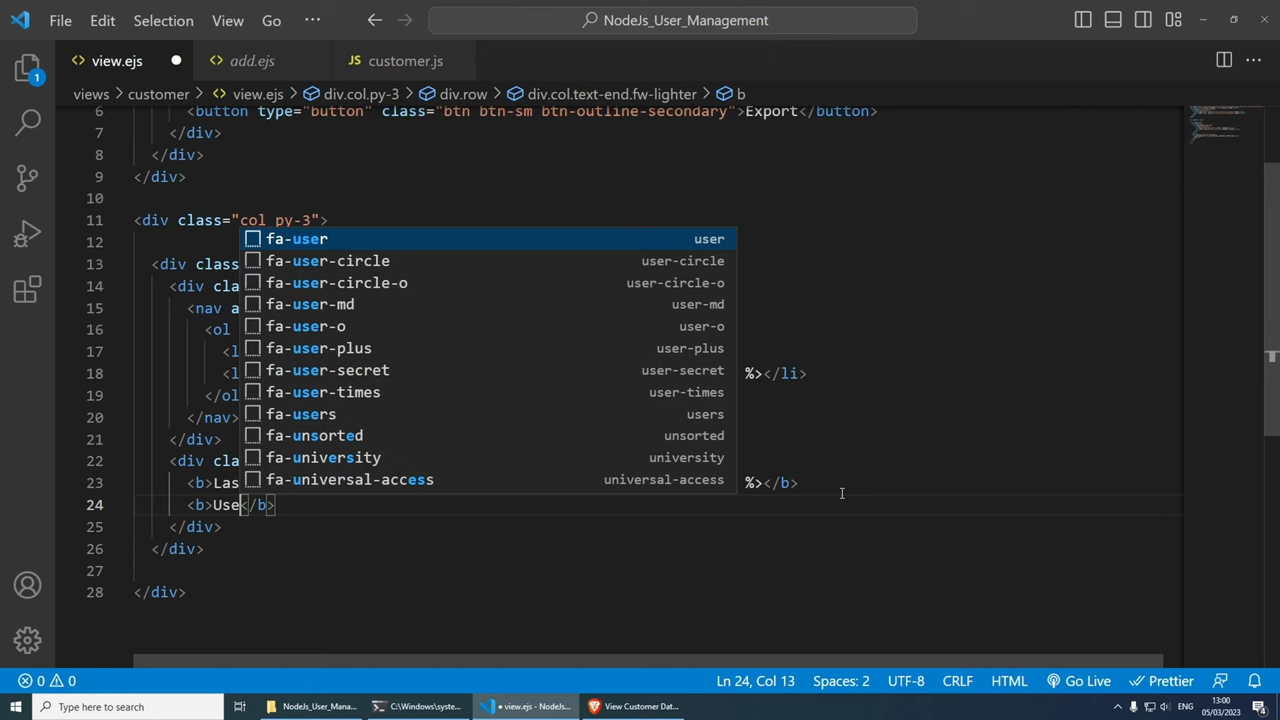 File Edit Selection View Go ··· NodeJs_User_Management
view.ejs add.ejs JS customer.js ···
views > customer > view.ejs > div.col.py-3 > div.row > div.col.text-end.fw-lighter > b
6 <button type="button" class="btn btn-sm btn-outline-secondary">Export</button>
7 </div>
8 </div>
9 </div>
10
11 <div class="col py-3">
12 fa-user user
fa-user-circle user-circle
13 <div class
fa-user-circle-o user-circle-o
14 <div cla
fa-user-md user-md
15 <nav a
fa-user-o user-o
16 <ol
fa-user-plus user-plus
17 <l
fa-user-secret user-secret
18 <l %></li>
fa-user-times user-times
19 </ol
fa-users users
20 </nav>
fa-unsorted unsorted
21 </div>
fa-university university
22 <div cla
fa-universal-access universal-access
23 <b>Las %></b>
24 <b>Use</b>
25 </div>
26 </div>
27
28 </div>
1
0 0 Ln 24, Col 13 Spaces: 2 UTF-8 CRLF HTML Go Live Prettier
Type here to search NodeJs_User_Mana... C:\Windows\syste... view.ejs - NodeJs... View Customer Dat... 13:00
05/03/2023